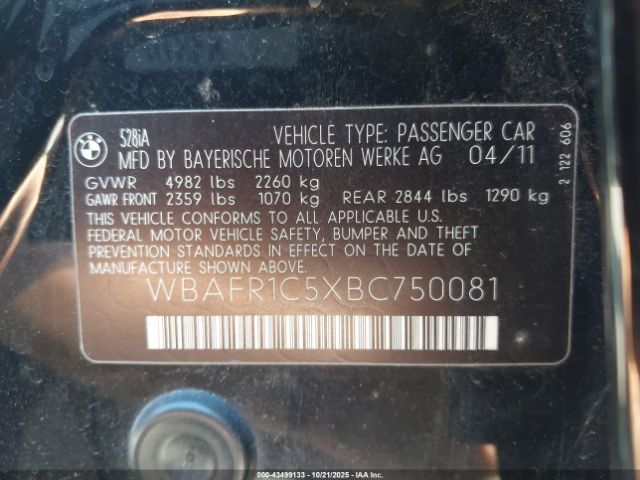 BMW
528iA VEHICLE TYPE: PASSENGER CAR
MFD BY BAYERISCHE MOTOREN WERKE AG 04/11
GVWR 4982 lbs 2260 kg
GAWR FRONT 2359 lbs 1070 kg REAR 2844 lbs 1290 kg
THIS VEHICLE CONFORMS TO ALL APPLICABLE U.S.
FEDERAL MOTOR VEHICLE SAFETY, BUMPER AND THEFT
PREVENTION STANDARDS IN EFFECT ON THE DATE OF
MANUFACTURE SHOWN ABOVE.
WBAFR1C5XBC750081
2 122 606
000-43499133 - 10/21/2025 - IAA Inc.